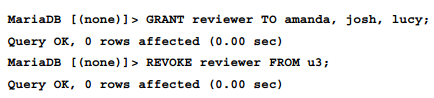 MariaDB [(none)]> GRANT reviewer TO amanda, josh, lucy;
Query OK, 0 rows affected (0.00 sec)
MariaDB [(none)]> REVOKE reviewer FROM u3;
Query OK, 0 rows affected (0.00 sec)